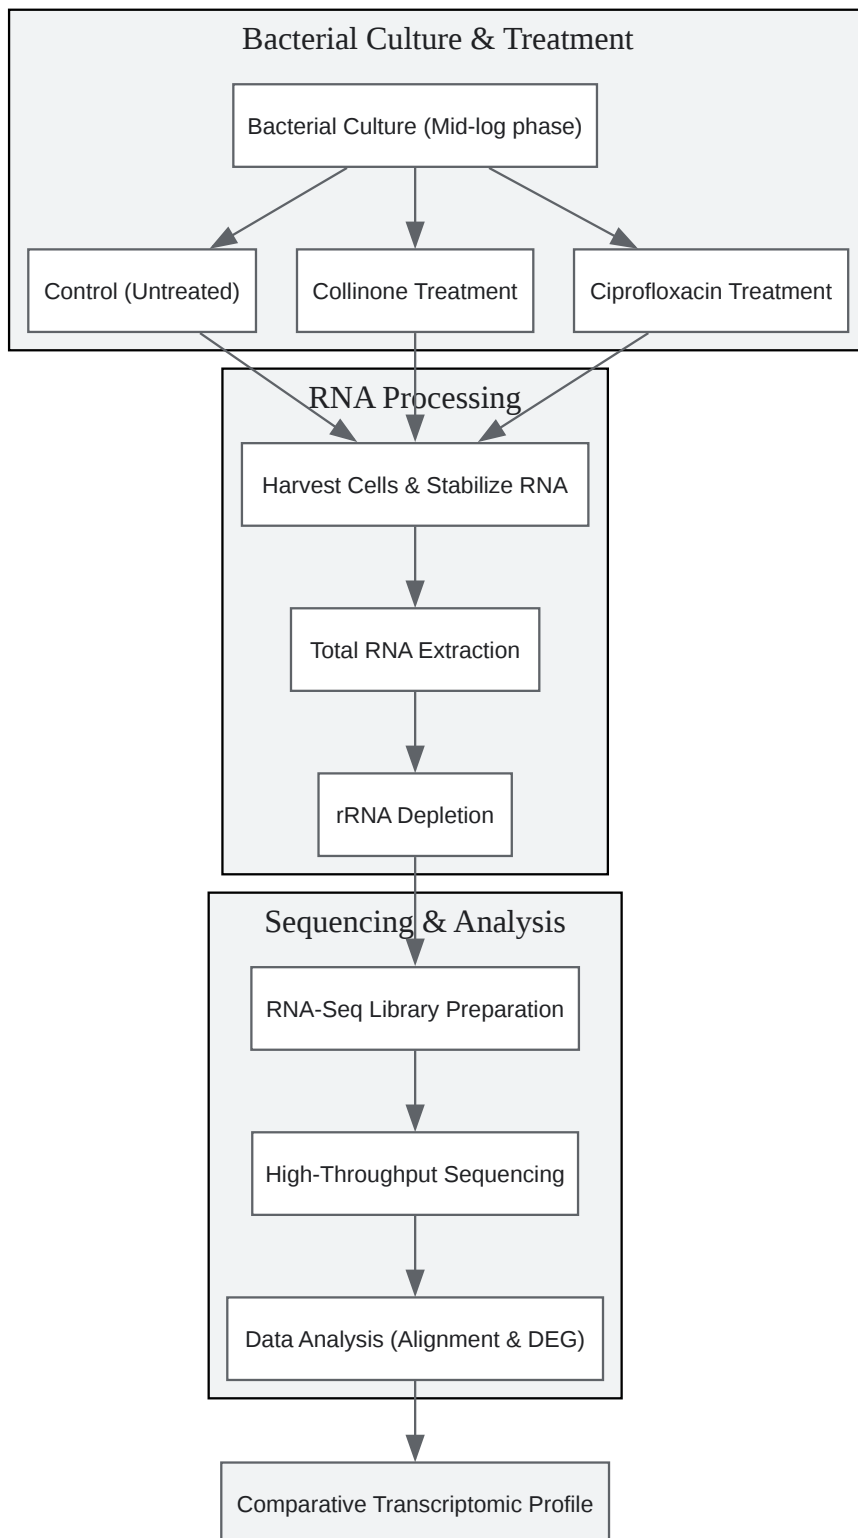 Bacterial Culture & Treatment
Bacterial Culture (Mid-log phase)
Control (Untreated)
Collinone Treatment
Ciprofloxacin Treatment
RNA Processing
Harvest Cells & Stabilize RNA
Total RNA Extraction
rRNA Depletion
Sequencing & Analysis
RNA-Seq Library Preparation
High-Throughput Sequencing
Data Analysis (Alignment & DEG)
Comparative Transcriptomic Profile